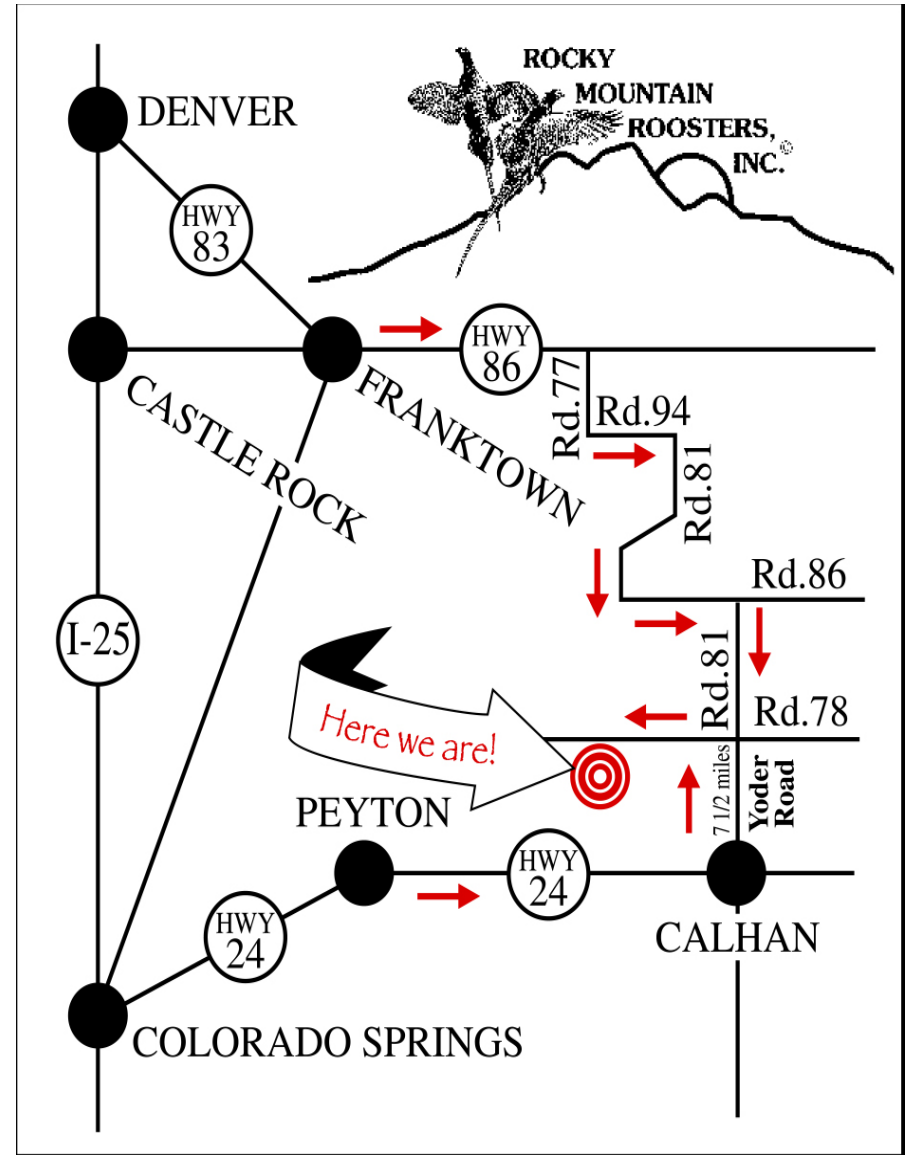 ROCKY
MOUNTAIN
ROOSTERS,
INC.©
DENVER
HWY
83
HWY
86
CASTLE ROCK
FRANKTOWN
Rd.77
Rd.94
Rd.81
Rd.86
I-25
Rd.81
Rd.78
Here we are!
7 1/2 miles
Yoder
Road
PEYTON
HWY
24
HWY
24
CALHAN
COLORADO SPRINGS